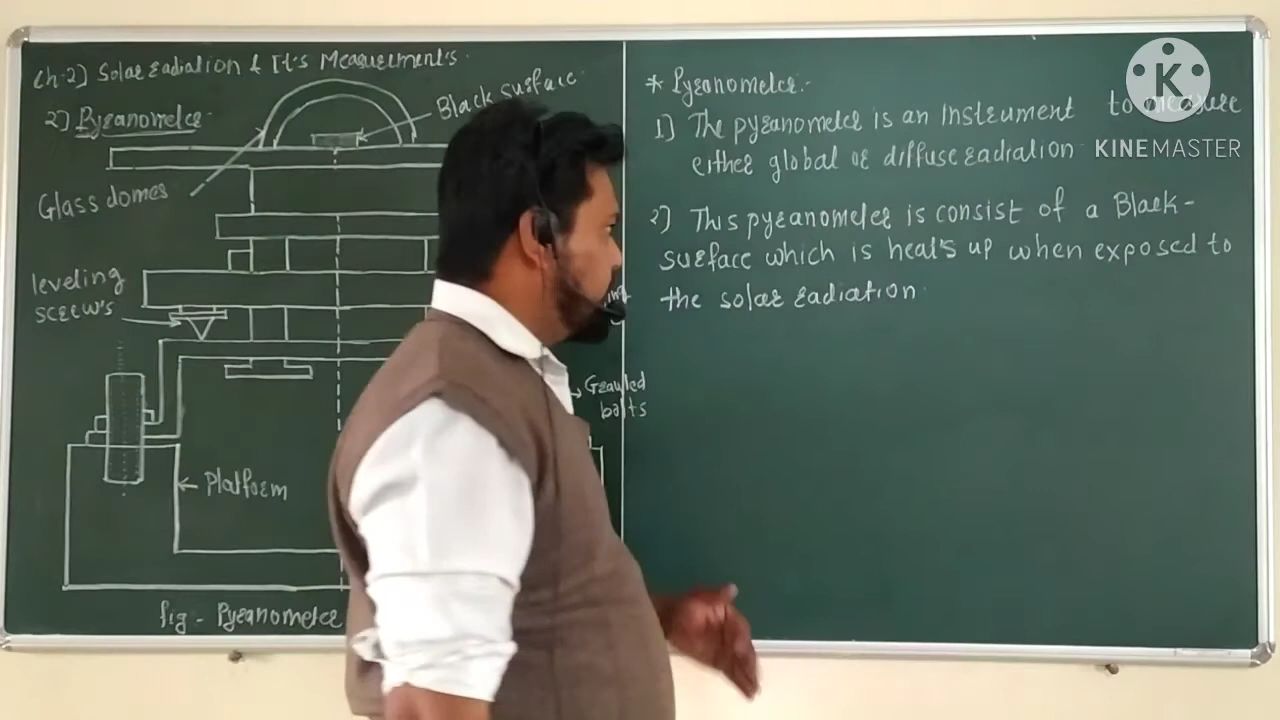 Ch-2] Solar radiation & It's Measurements.
2] Pyranometer.
Black surface
Glass domes
leveling
screw's
Grauled
bolts
Platform
fig - Pyranometer
* Pyranometer.
1] The pyranometer is an Instrument to measure
either global or diffuse radiation
2] This pyranometer is consist of a Black-
surface which is heat's up when exposed to
the solar radiation.
K
KINEMASTER